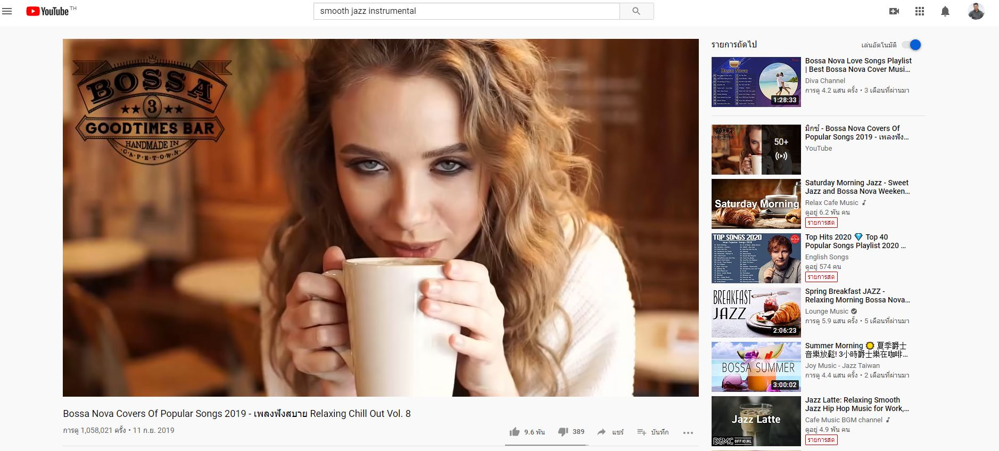 YouTube TH
smooth jazz instrumental
BOSSA
3
GOODTIMES BAR
HANDMADE IN
C·A·P·E·T·O·W·N
Bossa Nova Covers Of Popular Songs 2019 - เพลงฟังสบาย Relaxing Chill Out Vol. 8
การดู 1,058,021 ครั้ง • 11 ก.ย. 2019
9.6 พัน
389
แชร์
บันทึก
รายการถัดไป
เล่นอัตโนมัติ
Bossa Nova
1:28:33
Bossa Nova Love Songs Playlist
| Best Bossa Nova Cover Musi...
Diva Channel
การดู 4.2 แสน ครั้ง • 3 เดือนที่ผ่านมา
BOSSA
50+
มิกซ์ - Bossa Nova Covers Of
Popular Songs 2019 - เพลงฟัง...
YouTube
Saturday Morning
Saturday Morning Jazz - Sweet
Jazz and Bossa Nova Weeken...
Relax Cafe Music
ดูอยู่ 6.2 พัน คน
รายการสด
TOP SONGS 2020
New Popular Songs 2020
Top Hits 2020 💎 Top 40
Popular Songs Playlist 2020 ...
English Songs
ดูอยู่ 574 คน
รายการสด
BREAKFAST
JAZZ
2:06:23
Spring Breakfast JAZZ -
Relaxing Morning Bossa Nova...
Lounge Music
การดู 5.9 แสน ครั้ง • 5 เดือนที่ผ่านมา
BOSSA SUMMER
3:00:02
Summer Morning 🌞 夏季爵士
音樂放鬆! 3小時爵士樂在咖啡...
Joy Music - Jazz Taiwan
การดู 4.4 แสน ครั้ง • 2 เดือนที่ผ่านมา
Jazz Latte
BGMC OFFICIAL
Jazz Latte: Relaxing Smooth
Jazz Hip Hop Music for Work,...
Cafe Music BGM channel
ดูอยู่ 4.9 พัน คน
รายการสด